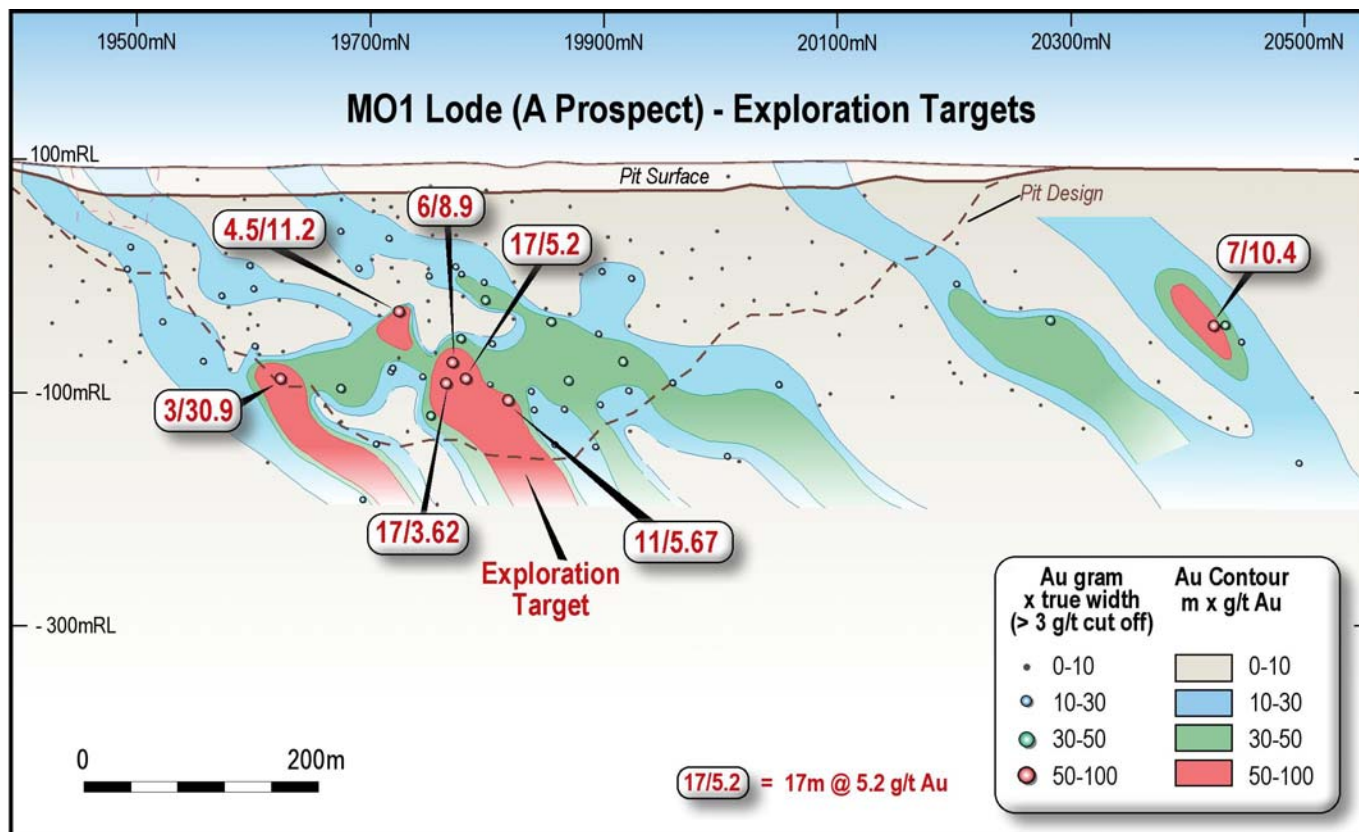 19500mN 19700mN 19900mN 20100mN 20300mN 20500mN
MO1 Lode (A Prospect) - Exploration Targets
100mRL
Pit Surface
Pit Design
6/8.9
4.5/11.2
17/5.2
7/10.4
-100mRL
3/30.9
17/3.62
11/5.67
Exploration
Target
- 300mRL
Au gram
x true width
(> 3 g/t cut off)
0-10
10-30
30-50
50-100
Au Contour
m x g/t Au
0-10
10-30
30-50
50-100
0 200m
17/5.2 = 17m @ 5.2 g/t Au